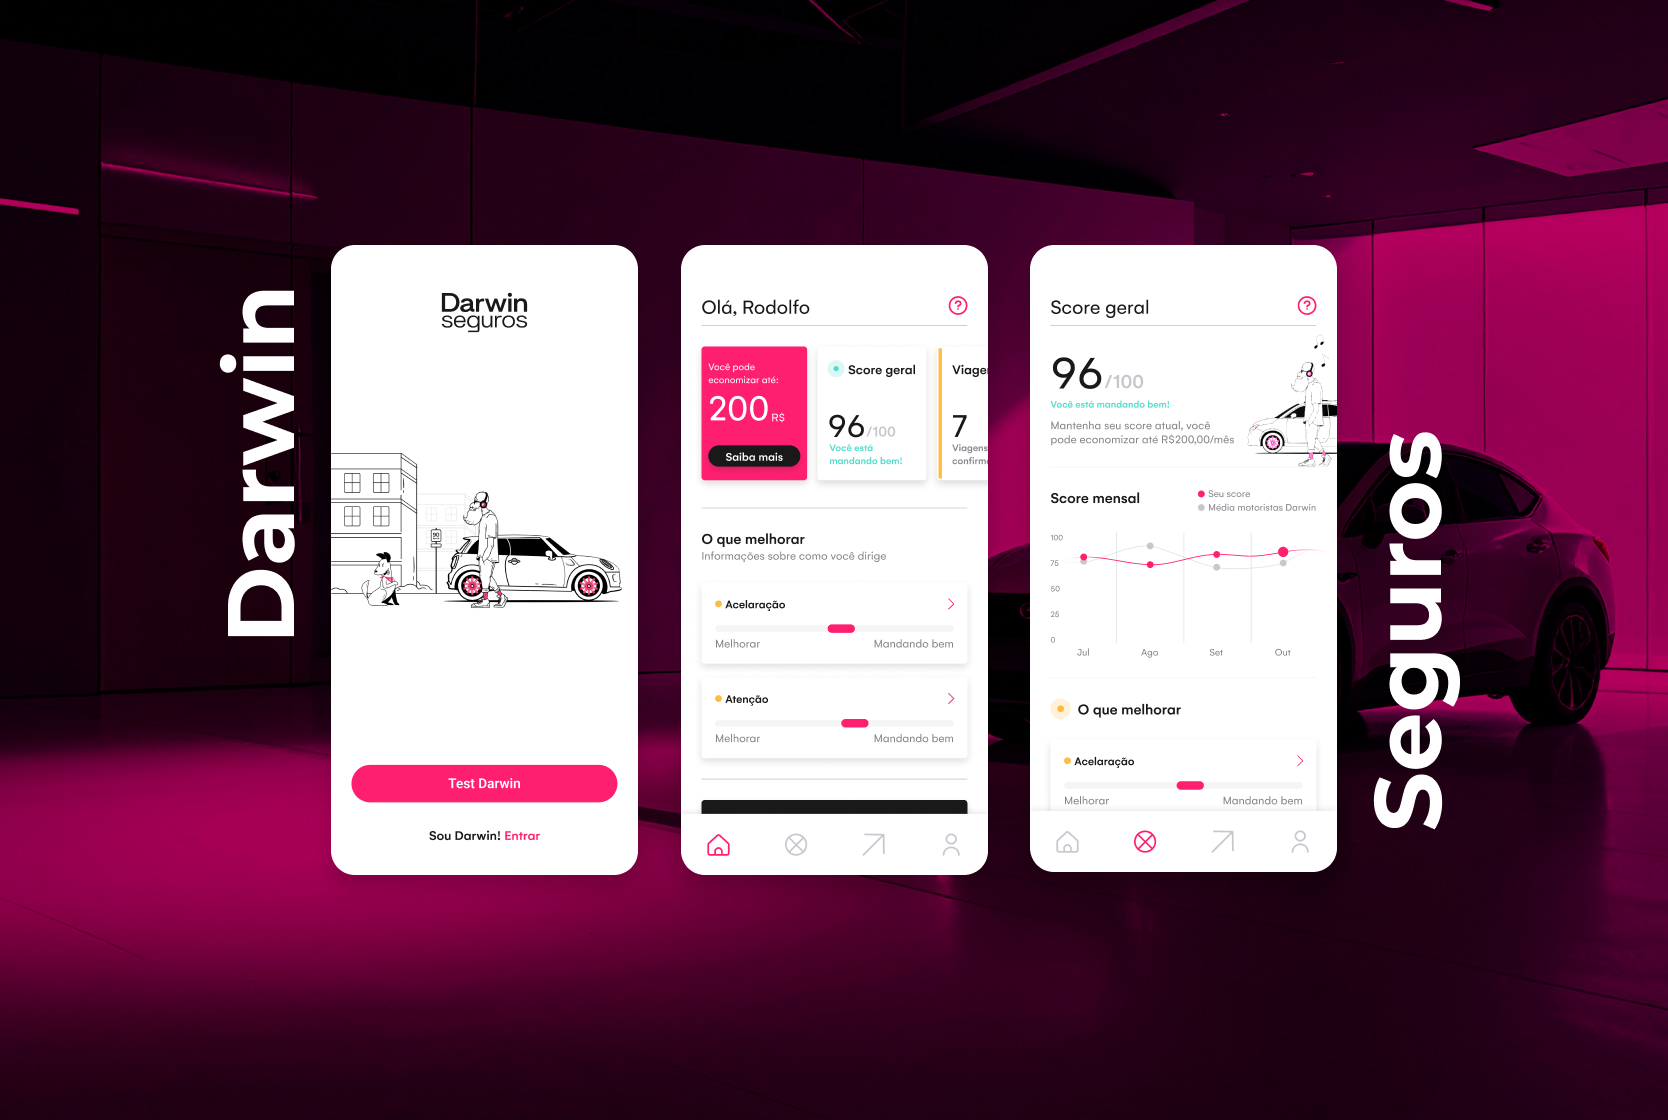 Darwin
Darwin
seguros
Test Darwin
Sou Darwin! Entrar
Olá, Rodolfo
?
Você pode
economizar até:
200 R$
Saiba mais
Score geral
96/100
Você está
mandando bem!
Viage
7
Viagens
confirm
O que melhorar
Informações sobre como você dirige
Acelaração
Melhorar Mandando bem
Atenção
Melhorar Mandando bem
Score geral
?
96/100
Você está mandando bem!
Mantenha seu score atual, você
pode economizar até R$200,00/mês
Score mensal
Seu score
Média motoristas Darwin
100
75
50
25
0
Jul Ago Set Out
O que melhorar
Acelaração
Melhorar Mandando bem
Seguros